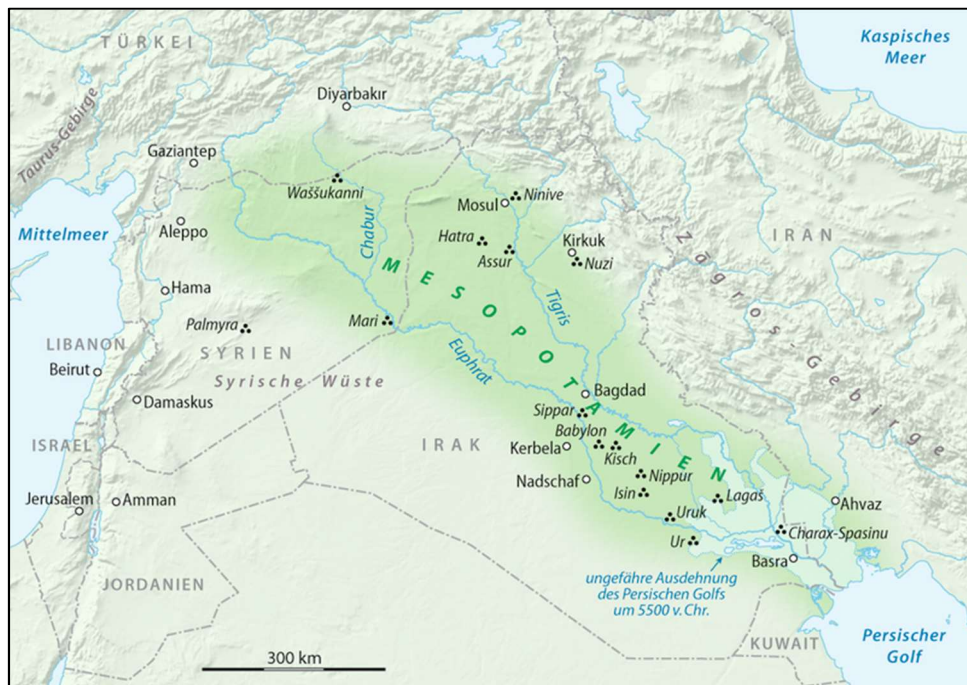 TÜRKEI
Kaspisches
Meer
Diyarbakır
Taurus-Gebirge
Gaziantep
Waššukanni
Ninive
Mosul
Mittelmeer
Aleppo
Chabur
Hatra
Assur
Kirkuk
Nuzi
IRAN
Zāgros-Gebirge
MESOPOTAMIEN
Hama
Palmyra
Mari
Tigris
LIBANON
SYRIEN
Euphrat
Beirut
Syrische Wüste
Damaskus
Bagdad
Sippar
ISRAEL
IRAK
Babylon
Kerbela
Kisch
Nadschaf
Nippur
Isin
Lagaš
Ahvaz
Jerusalem
Amman
Uruk
Charax-Spasinu
Ur
Basra
JORDANIEN
ungefähre Ausdehnung
des Persischen Golfs
um 5500 v. Chr.
KUWAIT
Persischer
Golf
300 km